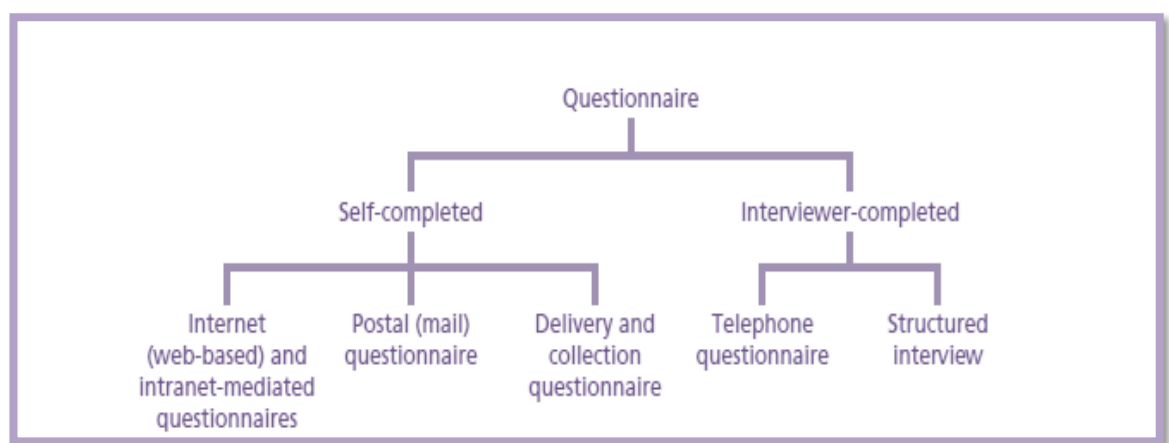 Questionnaire
Self-completed
Interviewer-completed
Internet
(web-based) and
intranet-mediated
questionnaires
Postal (mail)
questionnaire
Delivery and
collection
questionnaire
Telephone
questionnaire
Structured
interview